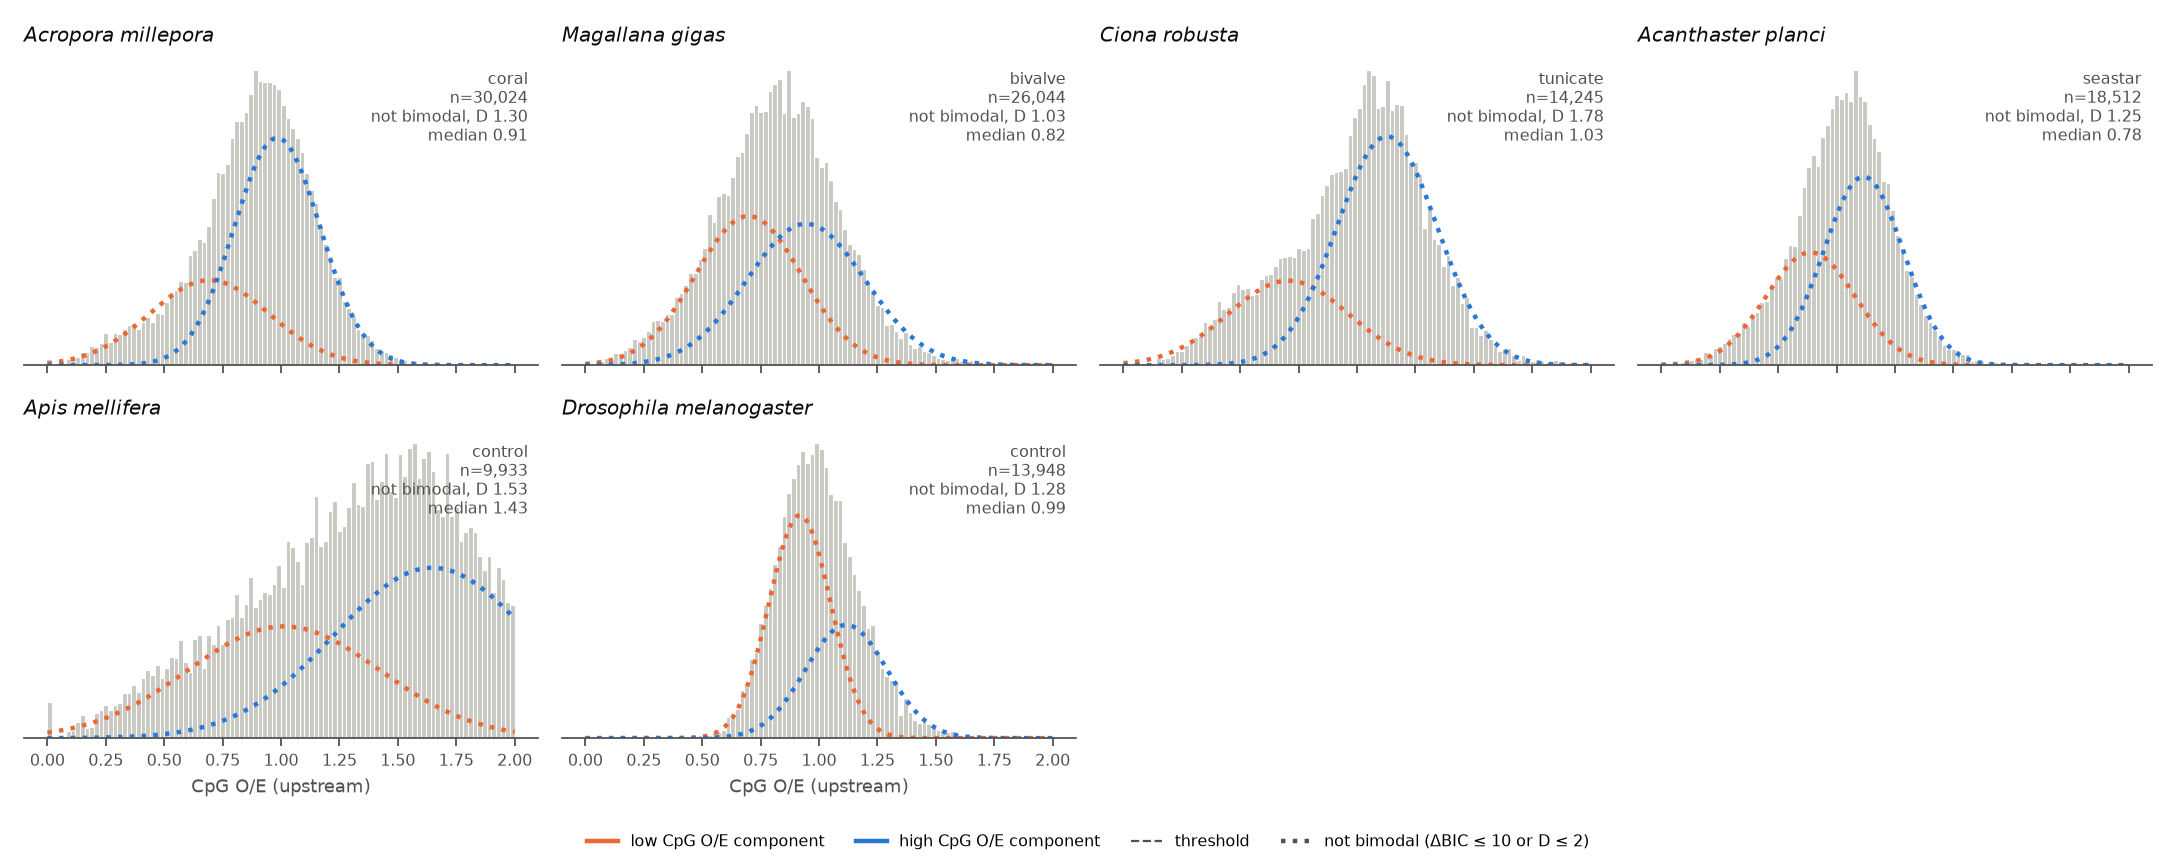 Acropora millepora
coral
n=30,024
not bimodal, D 1.30
median 0.91
Magallana gigas
bivalve
n=26,044
not bimodal, D 1.03
median 0.82
Ciona robusta
tunicate
n=14,245
not bimodal, D 1.78
median 1.03
Acanthaster planci
seastar
n=18,512
not bimodal, D 1.25
median 0.78
Apis mellifera
control
n=9,933
not bimodal, D 1.53
median 1.43
0.00 0.25 0.50 0.75 1.00 1.25 1.50 1.75 2.00
CpG O/E (upstream)
Drosophila melanogaster
control
n=13,948
not bimodal, D 1.28
median 0.99
0.00 0.25 0.50 0.75 1.00 1.25 1.50 1.75 2.00
CpG O/E (upstream)
low CpG O/E component high CpG O/E component threshold not bimodal (ΔBIC ≤ 10 or D ≤ 2)